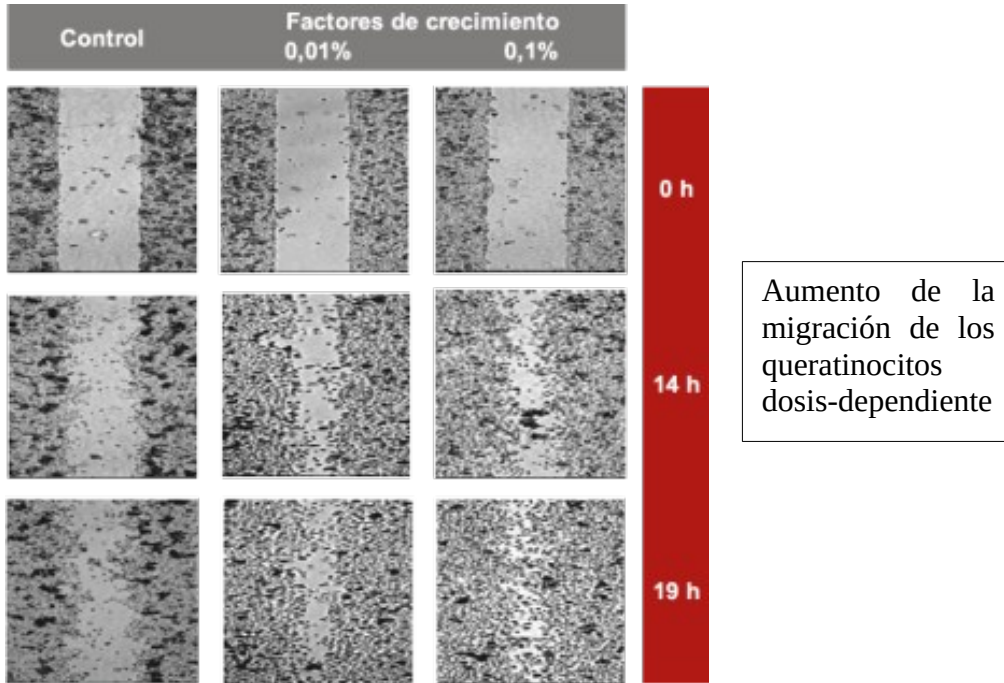 Control
Factores de crecimiento
0,01% 0,1%
0 h
14 h
19 h
Aumento de la
migración de los
queratinocitos
dosis-dependiente